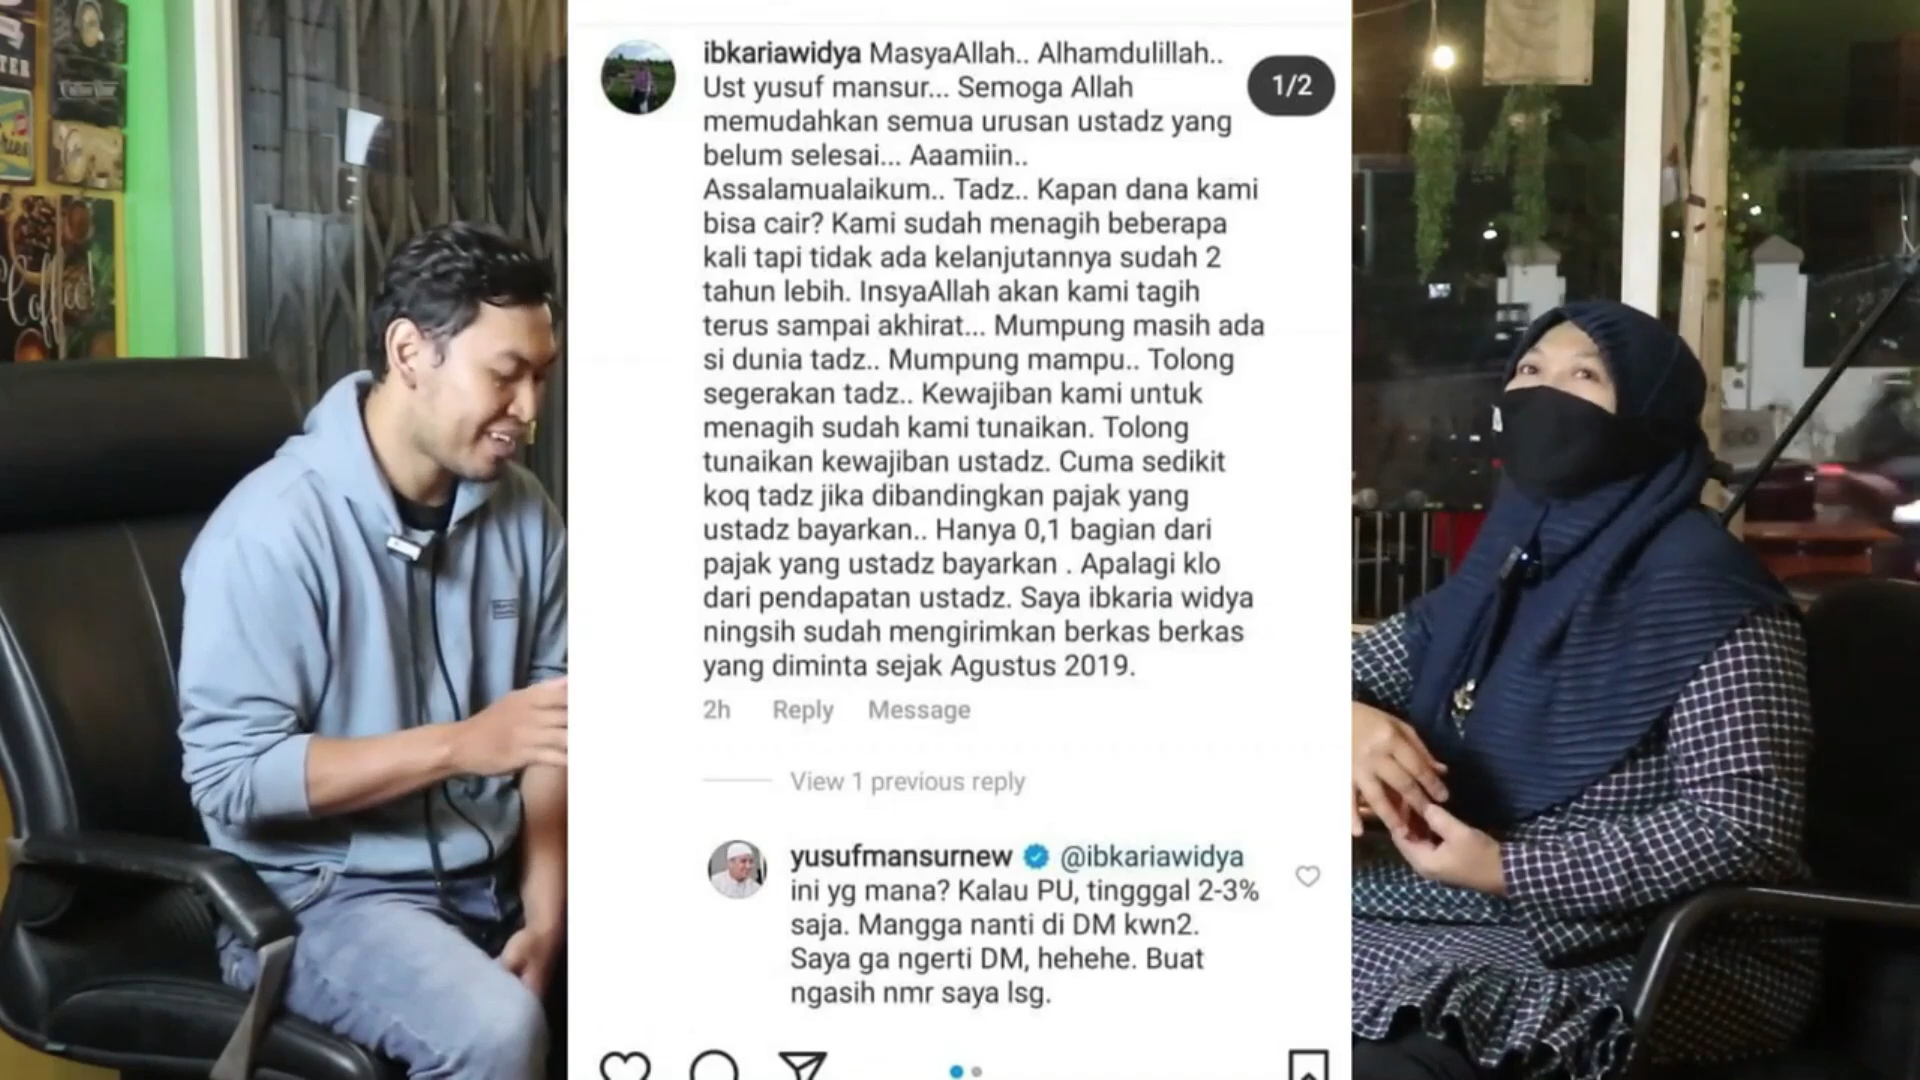 TER
Coffee
ibkariawidya MasyaAllah.. Alhamdulillah..
1/2
Ust yusuf mansur... Semoga Allah
memudahkan semua urusan ustadz yang
belum selesai... Aaamiin..
Assalamualaikum.. Tadz.. Kapan dana kami
bisa cair? Kami sudah menagih beberapa
kali tapi tidak ada kelanjutannya sudah 2
tahun lebih. InsyaAllah akan kami tagih
terus sampai akhirat... Mumpung masih ada
si dunia tadz.. Mumpung mampu.. Tolong
segerakan tadz.. Kewajiban kami untuk
menagih sudah kami tunaikan. Tolong
tunaikan kewajiban ustadz. Cuma sedikit
koq tadz jika dibandingkan pajak yang
ustadz bayarkan.. Hanya 0,1 bagian dari
pajak yang ustadz bayarkan . Apalagi klo
dari pendapatan ustadz. Saya ibkaria widya
ningsih sudah mengirimkan berkas berkas
yang diminta sejak Agustus 2019.
2h Reply Message
View 1 previous reply
yusufmansurnew @ibkariawidya
ini yg mana? Kalau PU, tingggal 2-3%
saja. Mangga nanti di DM kwn2.
Saya ga ngerti DM, hehehe. Buat
ngasih nmr saya lsg.